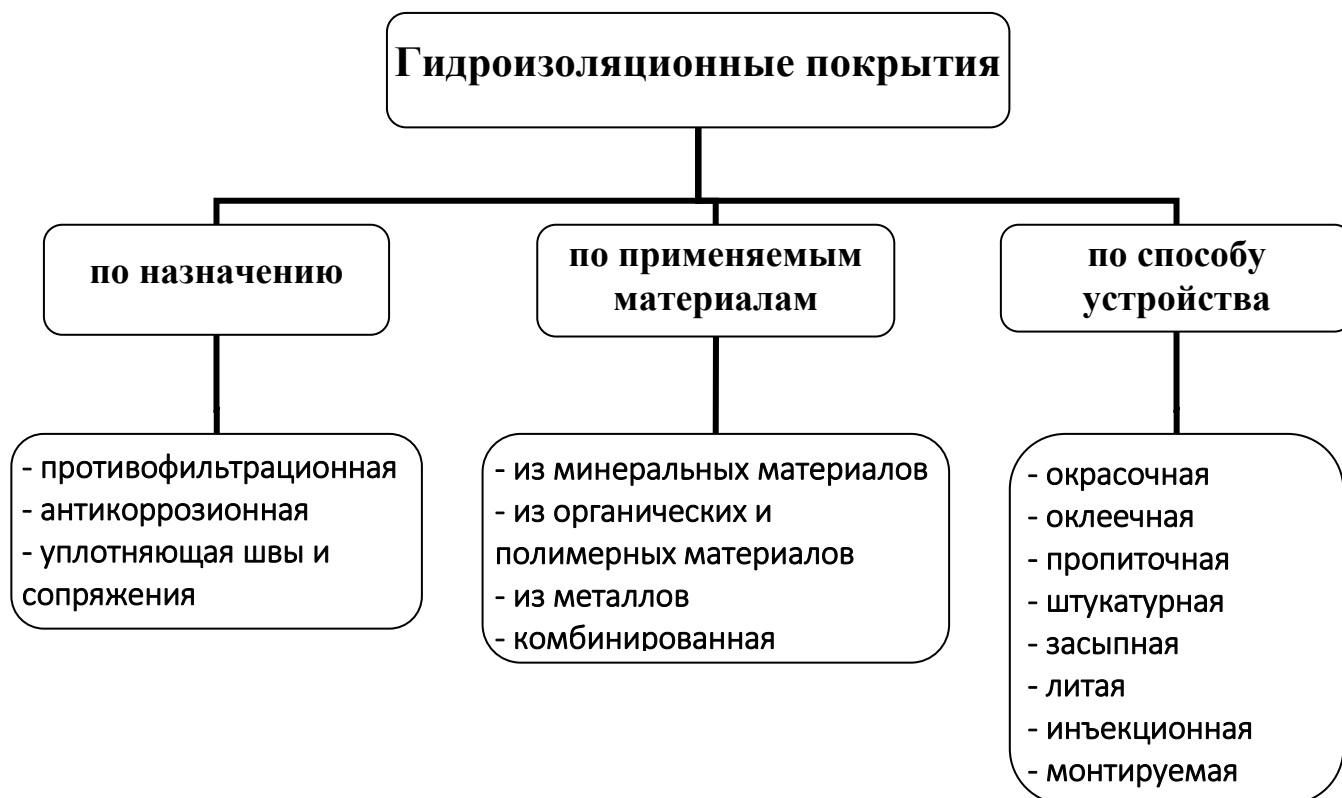 Гидроизоляционные покрытия
по назначению
по применяемым
материалам
по способу
устройства
- противофильтрационная
- антикоррозионная
- уплотняющая швы и
сопряжения
- из минеральных материалов
- из органических и
полимерных материалов
- из металлов
- комбинированная
- окрасочная
- оклеечная
- пропиточная
- штукатурная
- засыпная
- литая
- инъекционная
- монтируемая